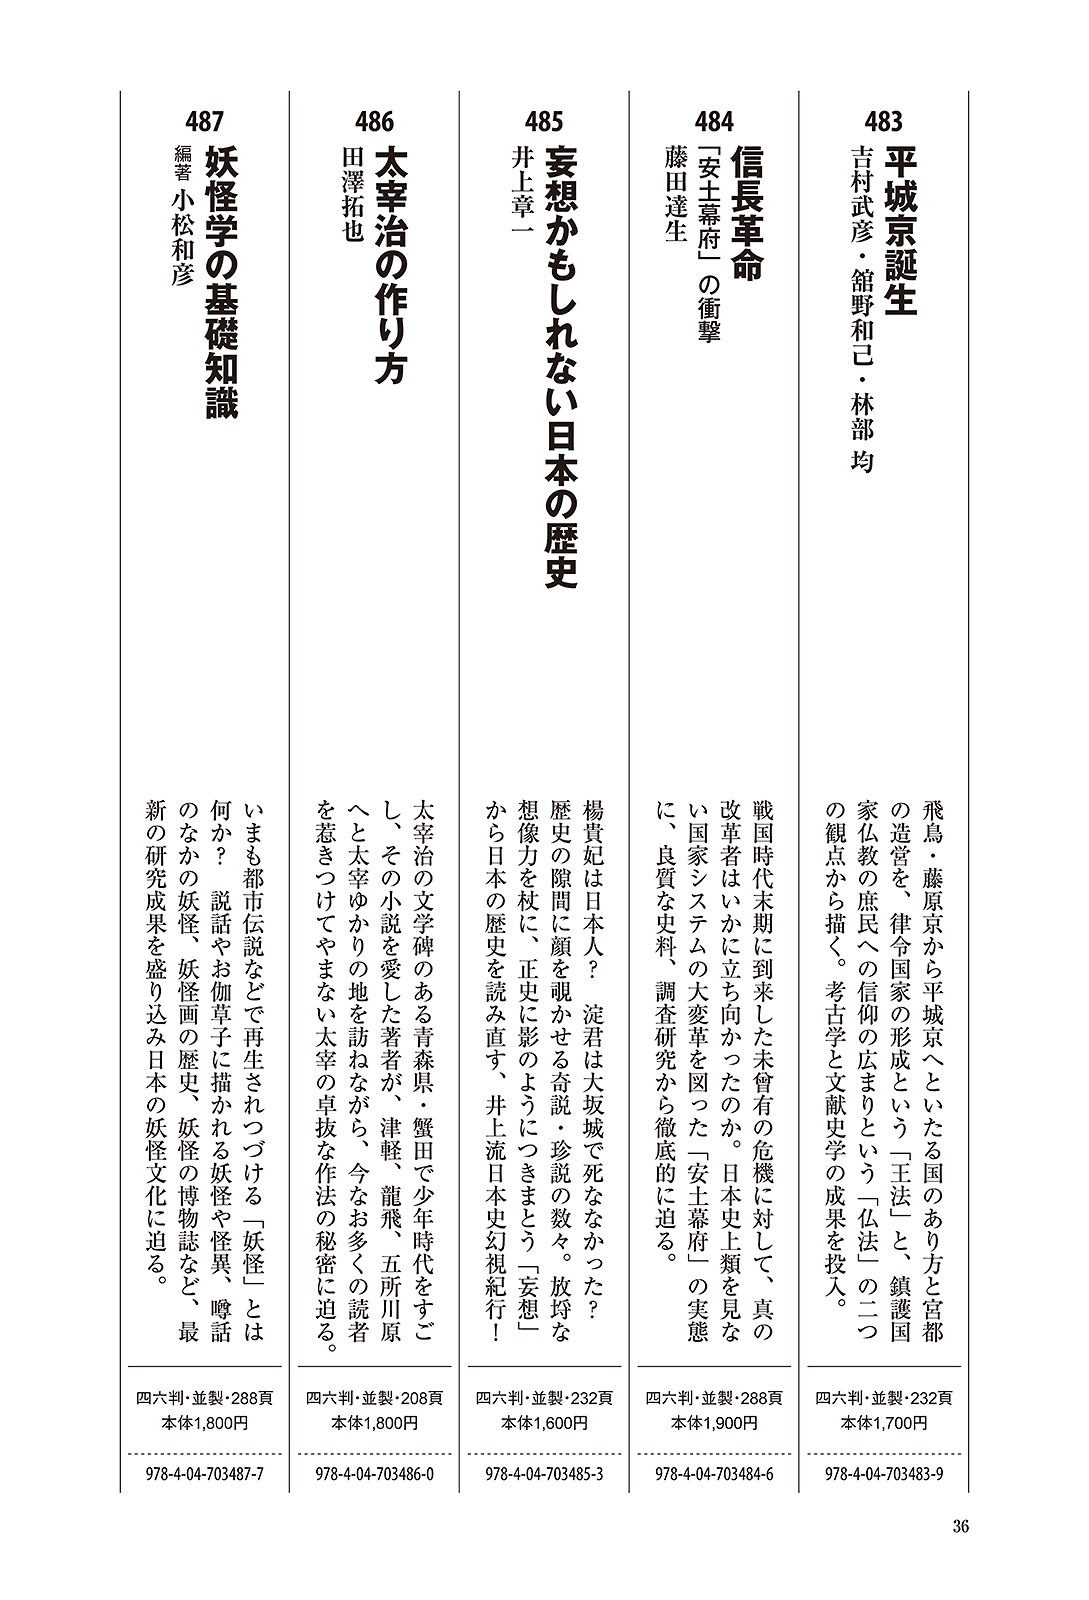 483
平城京誕生
吉村武彦・舘野和己・林部 均
飛鳥・藤原京から平城京へといたる国のあり方と宮都
の造営を、律令国家の形成という「王法」と、鎮護国
家仏教の庶民への信仰の広まりという「仏法」の二つ
の観点から描く。考古学と文献史学の成果を投入。
四六判・並製・232頁
本体1,700円
978-4-04-703483-9
484
信長革命
「安土幕府」の衝撃
藤田達生
戦国時代末期に到来した未曾有の危機に対して、真の
改革者はいかに立ち向かったのか。日本史上類を見な
い国家システムの大変革を図った「安土幕府」の実態
に、良質な史料、調査研究から徹底的に迫る。
四六判・並製・288頁
本体1,900円
978-4-04-703484-6
485
妄想かもしれない日本の歴史
井上章一
楊貴妃は日本人？　淀君は大坂城で死ななかった？
歴史の隙間に顔を覗かせる奇説・珍説の数々。放埒な
想像力を杖に、正史に影のようにつきまとう「妄想」
から日本の歴史を読み直す、井上流日本史幻視紀行！
四六判・並製・232頁
本体1,600円
978-4-04-703485-3
486
太宰治の作り方
田澤拓也
太宰治の文学碑のある青森県・蟹田で少年時代をすご
し、その小説を愛した著者が、津軽、龍飛、五所川原
へと太宰ゆかりの地を訪ねながら、今なお多くの読者
を惹きつけてやまない太宰の卓抜な作法の秘密に迫る。
四六判・並製・208頁
本体1,800円
978-4-04-703486-0
487
妖怪学の基礎知識
編著 小松和彦
いまも都市伝説などで再生されつづける「妖怪」とは
何か？　説話やお伽草子に描かれる妖怪や怪異、噂話
のなかの妖怪、妖怪画の歴史、妖怪の博物誌など、最
新の研究成果を盛り込み日本の妖怪文化に迫る。
四六判・並製・288頁
本体1,800円
978-4-04-703487-7
36